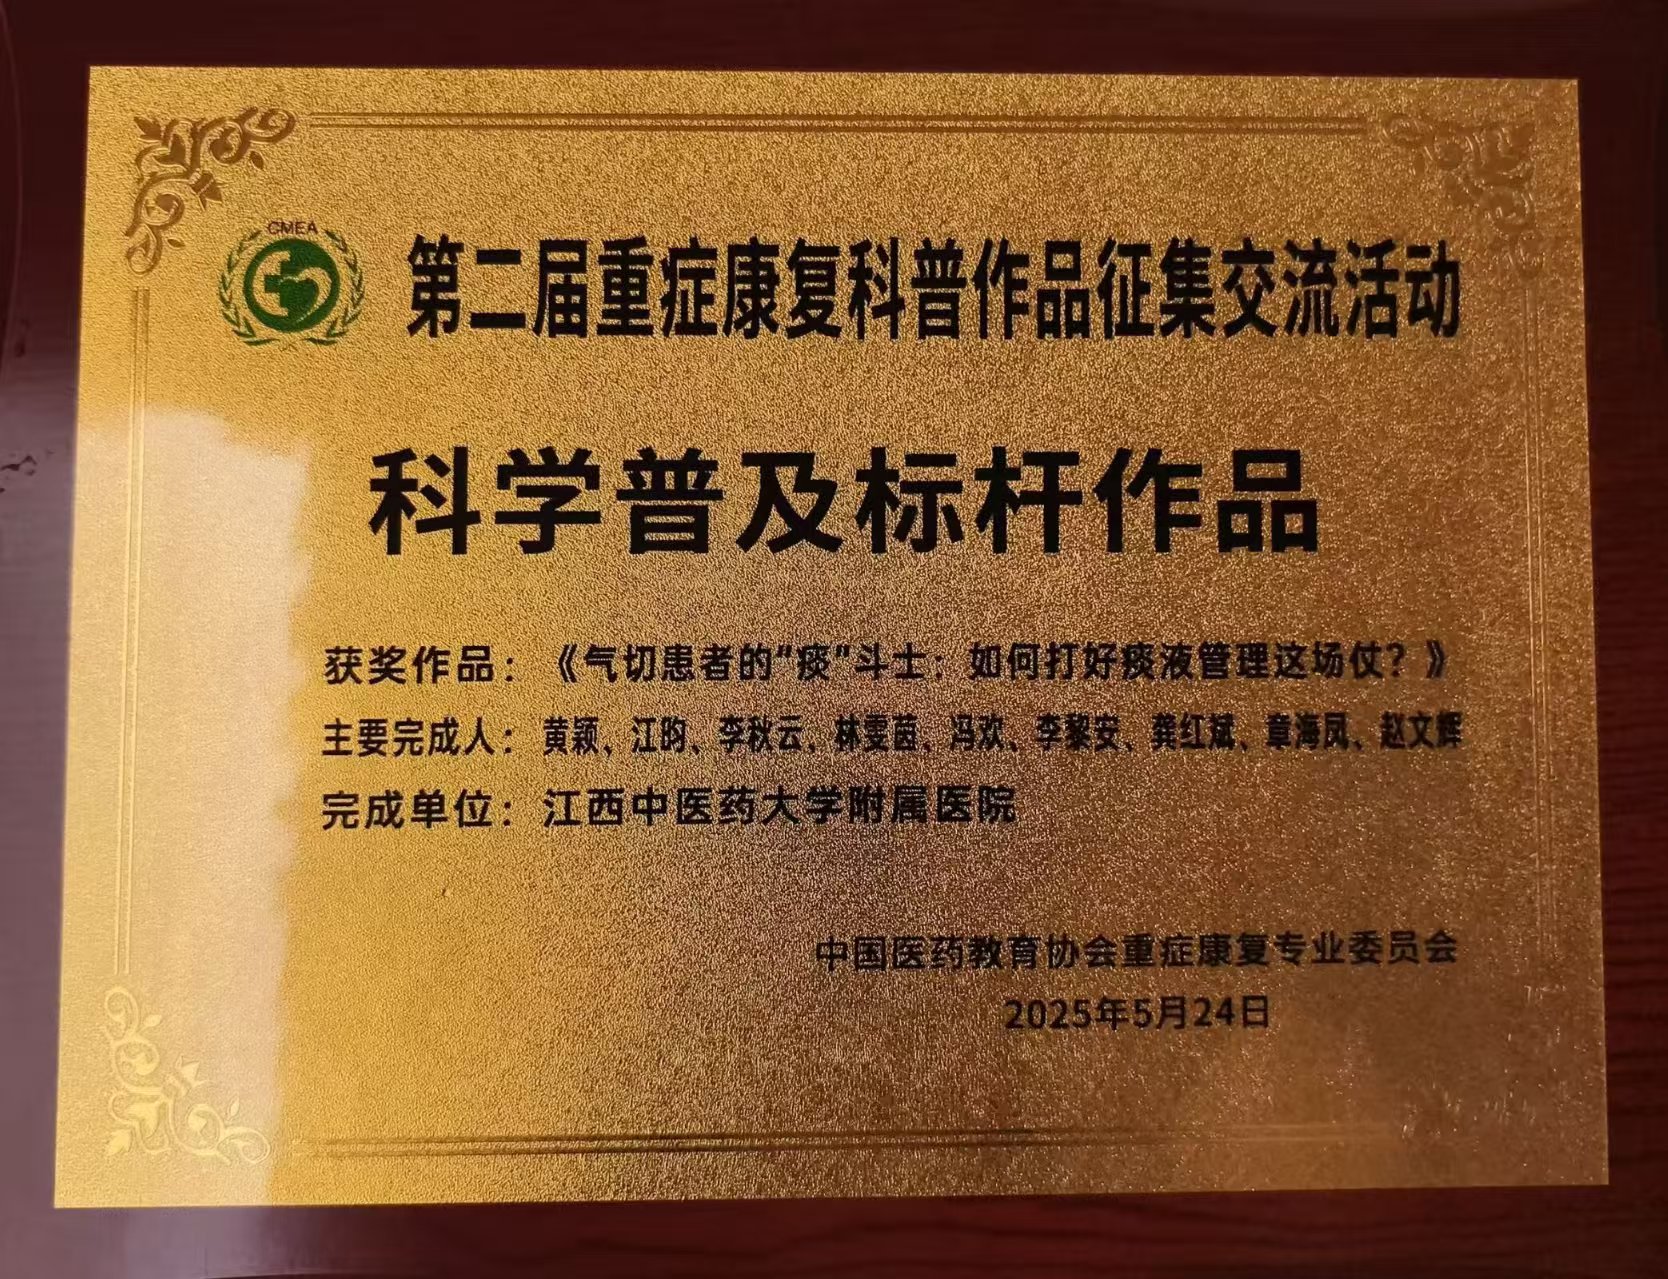 CMEA
第二届重症康复科普作品征集交流活动
科学普及标杆作品
获奖作品：《气切患者的“痰”斗士：如何打好痰液管理这场仗？》
主要完成人：黄颖、江昀、李秋云、林雯茵、冯欢、李黎安、龚红斌、章海凤、赵文辉
完成单位：江西中医药大学附属医院
中国医药教育协会重症康复专业委员会
2025年5月24日